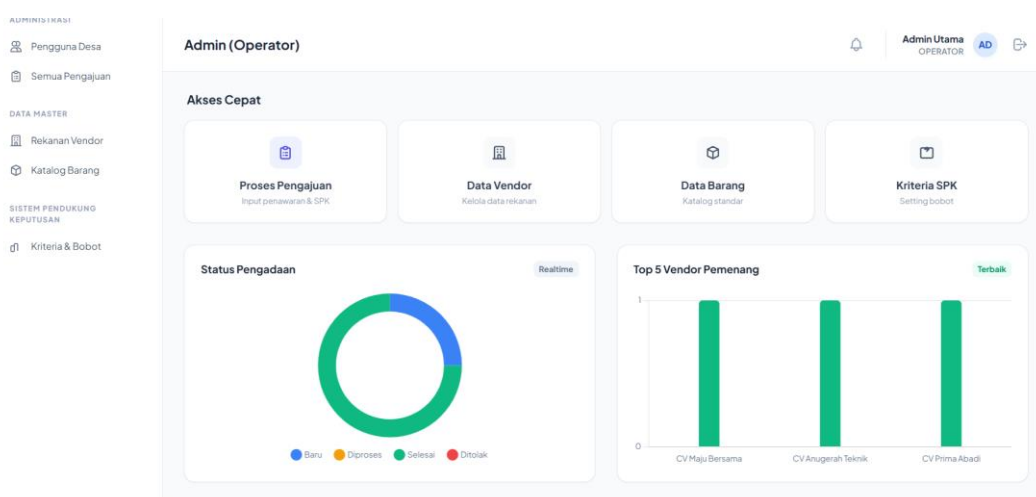 ADMINISTRASI
Pengguna Desa
Semua Pengajuan
DATA MASTER
Rekanan Vendor
Katalog Barang
SISTEM PENDUKUNG
KEPUTUSAN
Kriteria & Bobot
Admin (Operator)
Admin Utama
OPERATOR
AD
Akses Cepat
Proses Pengajuan
Input penawaran & SPK
Data Vendor
Kelola data rekanan
Data Barang
Katalog standar
Kriteria SPK
Setting bobot
Status Pengadaan
Realtime
Baru
Diproses
Selesai
Ditolak
Top 5 Vendor Pemenang
Terbaik
1
0
CV Maju Bersama
CV Anugerah Teknik
CV Prima Abadi